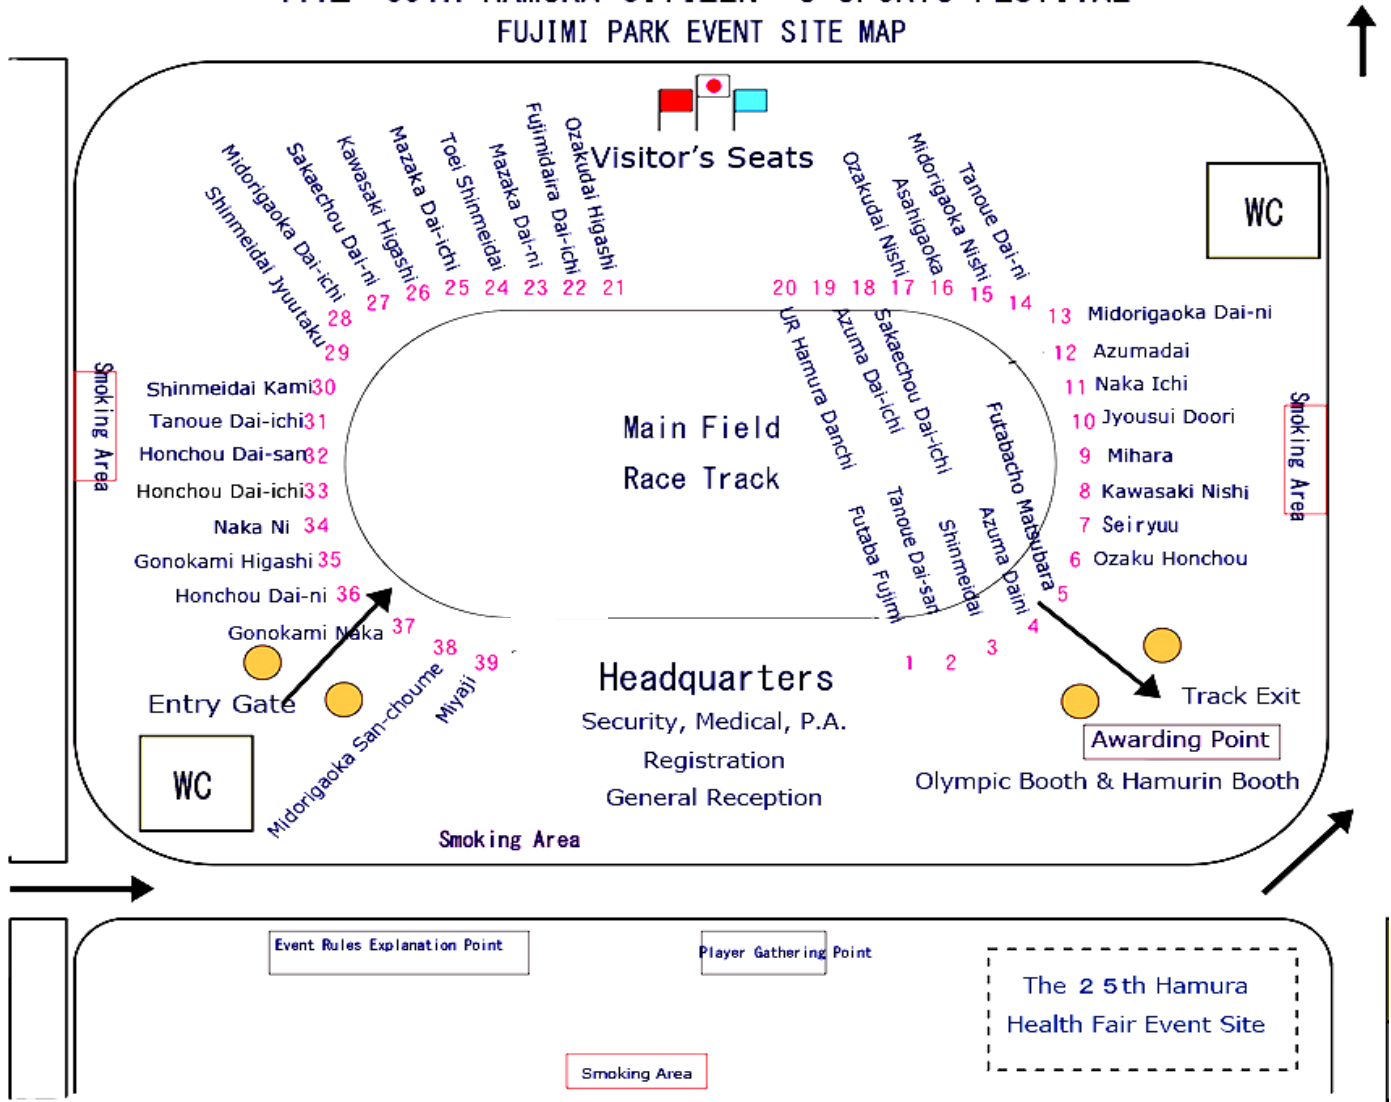 FUJIMI PARK EVENT SITE MAP
Visitor's Seats
WC
Shinmeidai Jyuutaku
Midorigaoka Dai-ichi
Sakaechou Dai-ni
Kawasaki Higashi
Mazaka Dai-ichi
Toei Shinmeidai
Mazaka Dai-ni
Fujimidaira Dai-ichi
Ozakudai Higashi
Ozakudai Nishi
Asahigaoka
Midorigaoka Nishi
Tanoue Dai-ni
29
28
27
26
25
24
23
22
21
20
19
18
17
16
15
14
13 Midorigaoka Dai-ni
12 Azumadai
11 Naka Ichi
10 Jyousui Doori
9 Mihara
8 Kawasaki Nishi
7 Seiryuu
6 Ozaku Honchou
UR Hamura Danchi
Azuma Dai-ichi
Sakaechou Dai-ichi
Main Field
Race Track
Smoking Area
Smoking Area
Shinmeidai Kami 30
Tanoue Dai-ichi 31
Honchou Dai-san 32
Honchou Dai-ichi 33
Naka Ni 34
Gonokami Higashi 35
Honchou Dai-ni 36
Gonokami Naka 37
38
39
Midorigaoka San-choume
Miyaji
Futaba Fujimi
Tanoue Dai-san
Shinmeidai
Azuma Daini
Futabacho Matsubara
1
2
3
4
5
Entry Gate
WC
Headquarters
Security, Medical, P.A.
Registration
General Reception
Smoking Area
Track Exit
Awarding Point
Olympic Booth & Hamurin Booth
Event Rules Explanation Point
Player Gathering Point
The ２５th Hamura
Health Fair Event Site
Smoking Area